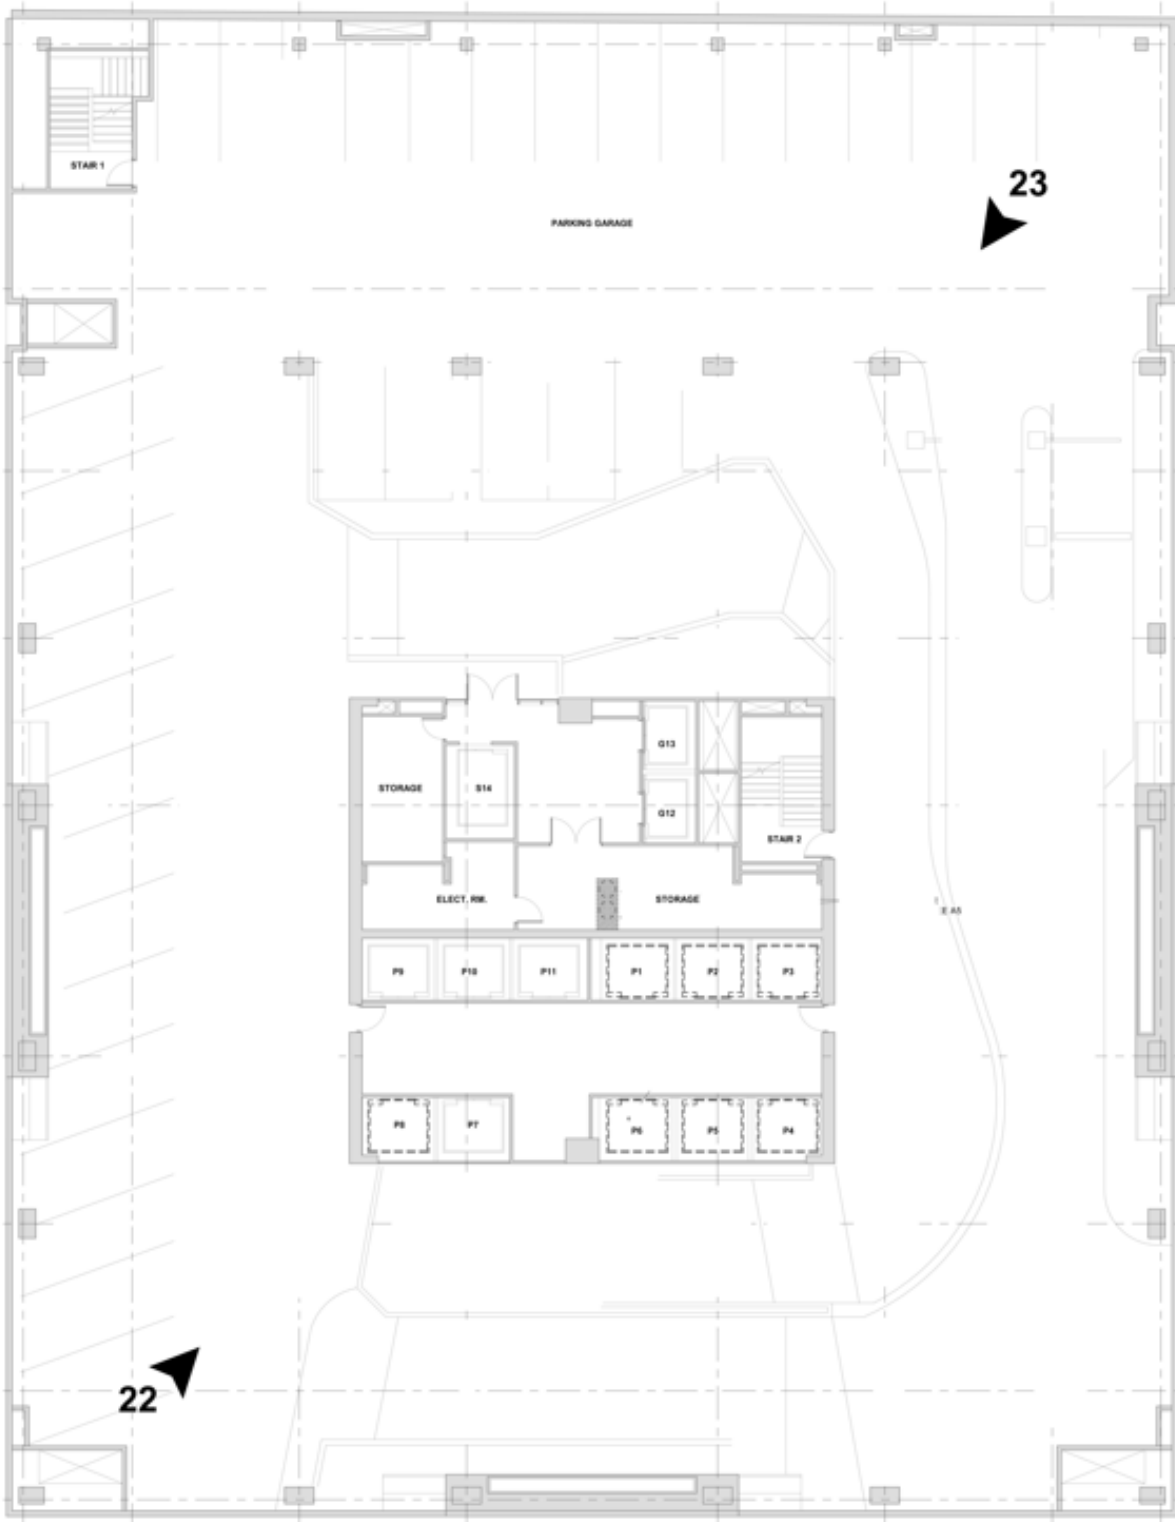 STAIR 1
23
PARKING GARAGE
G13
STORAGE
S14
G12
STAIR 2
ELECT. RM.
STORAGE
E A5
P9
P10
P11
P1
P2
P3
P8
P7
P6
P5
P4
22